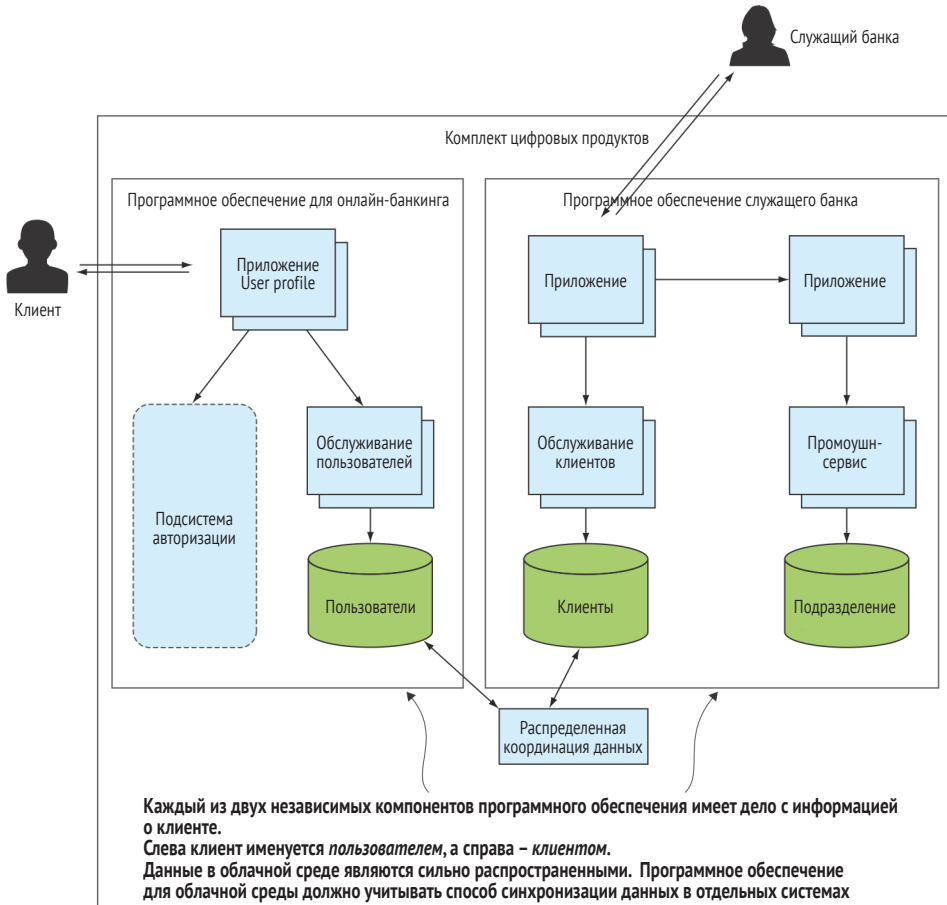 Служащий банка
Комплект цифровых продуктов
Программное обеспечение для онлайн-банкинга
Программное обеспечение служащего банка
Клиент
Приложение
User profile
Приложение
Приложение
Подсистема
авторизации
Обслуживание
пользователей
Обслуживание
клиентов
Промоушн-
сервис
Пользователи
Клиенты
Подразделение
Распределенная
координация данных
Каждый из двух независимых компонентов программного обеспечения имеет дело с информацией
о клиенте.
Слева клиент именуется пользователем, а справа – клиентом.
Данные в облачной среде являются сильно распространенными. Программное обеспечение
для облачной среды должно учитывать способ синхронизации данных в отдельных системах